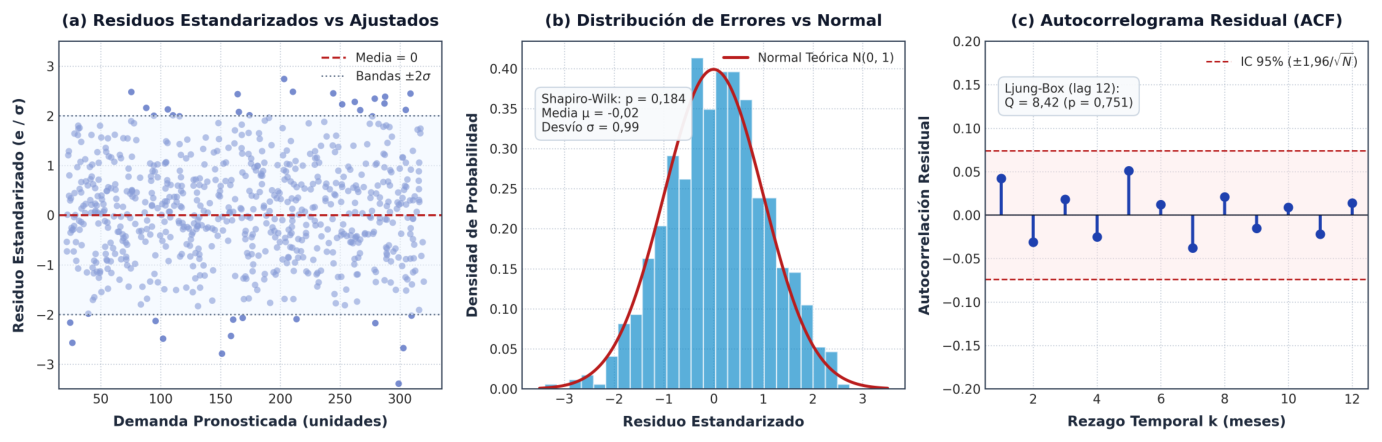 (a) Residuos Estandarizados vs Ajustados
Residuo Estandarizado (e / σ)
3
2
1
0
−1
−2
−3
Media = 0
Bandas ±2σ
50
100
150
200
250
300
Demanda Pronosticada (unidades)
(b) Distribución de Errores vs Normal
Densidad de Probabilidad
0.40
0.35
0.30
0.25
0.20
0.15
0.10
0.05
0.00
Normal Teórica N(0, 1)
Shapiro-Wilk: p = 0,184
Media μ = -0,02
Desvío σ = 0,99
−3
−2
−1
0
1
2
3
Residuo Estandarizado
(c) Autocorrelograma Residual (ACF)
Autocorrelación Residual
0.20
0.15
0.10
0.05
0.00
−0.05
−0.10
−0.15
−0.20
IC 95% (±1,96/√N)
Ljung-Box (lag 12):
Q = 8,42 (p = 0,751)
2
4
6
8
10
12
Rezago Temporal k (meses)